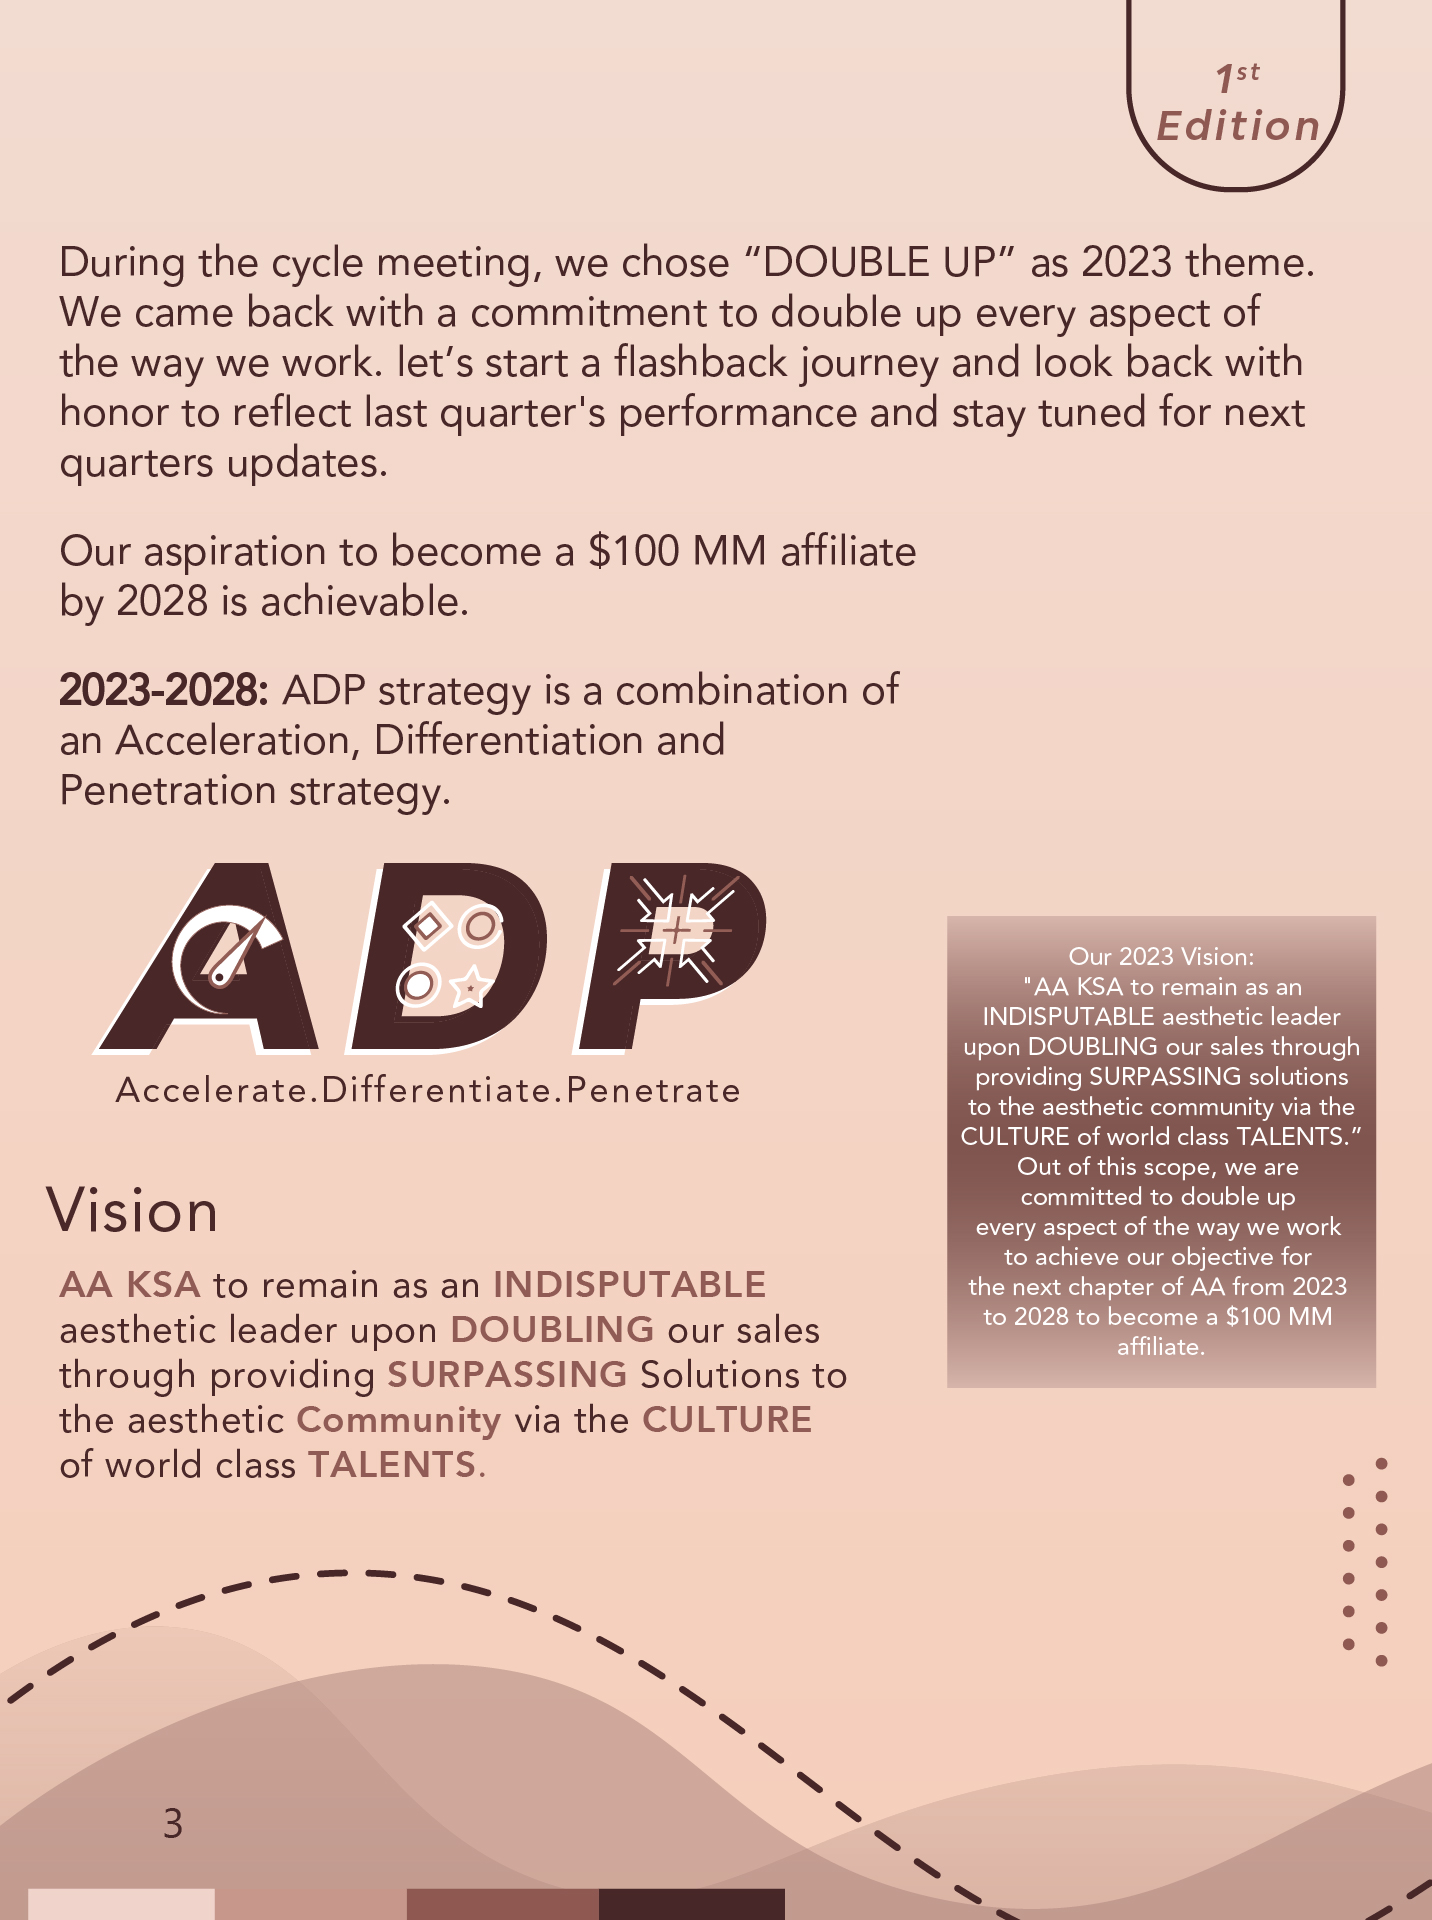 1st
Edition
During the cycle meeting, we chose “DOUBLE UP” as 2023 theme.
We came back with a commitment to double up every aspect of
the way we work. let’s start a flashback journey and look back with
honor to reflect last quarter's performance and stay tuned for next
quarters updates.
Our aspiration to become a $100 MM affiliate
by 2028 is achievable.
2023-2028: ADP strategy is a combination of
an Acceleration, Differentiation and
Penetration strategy.
ADP
Accelerate.Differentiate.Penetrate
Vision
AA KSA to remain as an INDISPUTABLE
aesthetic leader upon DOUBLING our sales
through providing SURPASSING Solutions to
the aesthetic Community via the CULTURE
of world class TALENTS.
Our 2023 Vision:
"AA KSA to remain as an
INDISPUTABLE aesthetic leader
upon DOUBLING our sales through
providing SURPASSING solutions
to the aesthetic community via the
CULTURE of world class TALENTS.”
Out of this scope, we are
committed to double up
every aspect of the way we work
to achieve our objective for
the next chapter of AA from 2023
to 2028 to become a $100 MM
affiliate.
3